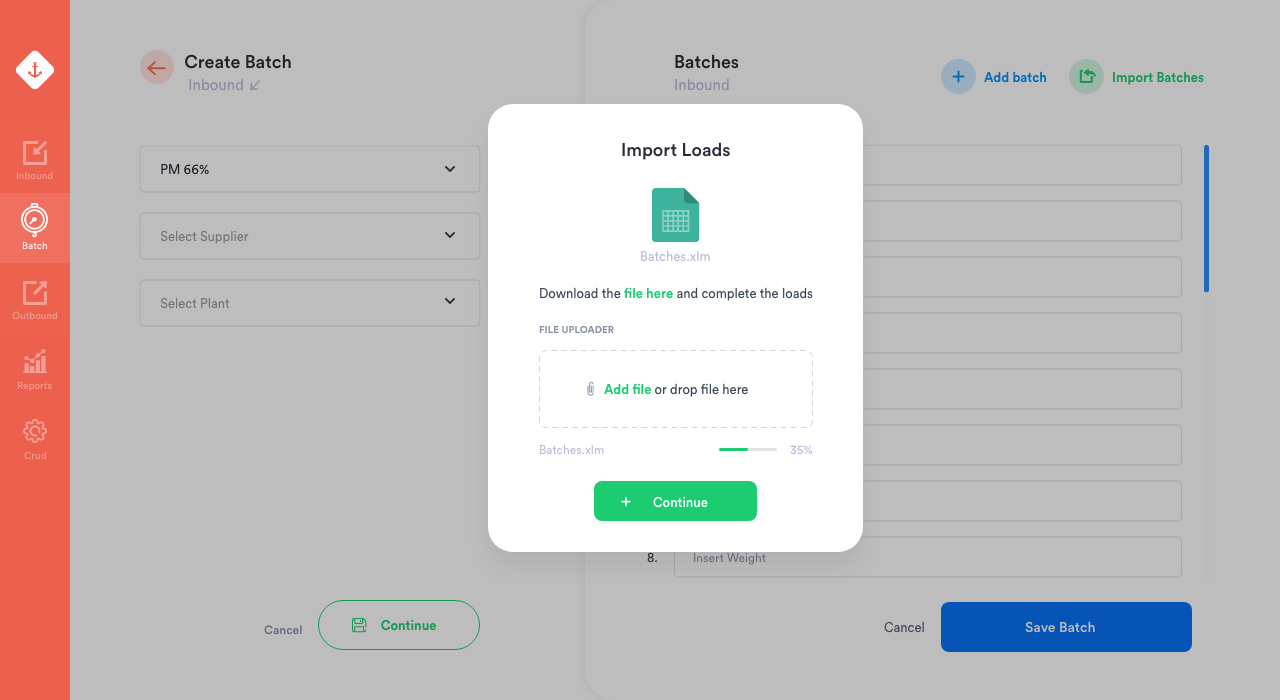 Inbound
Batch
Outbound
Reports
Crud
Create Batch
Inbound
PM 66%
Select Supplier
Select Plant
Cancel
Continue
Batches
Inbound
Add batch
Import Batches
8.
Insert Weight
Cancel
Save Batch
Import Loads
Batches.xlm
Download the file here and complete the loads
FILE UPLOADER
Add file or drop file here
Batches.xlm 35%
+ Continue